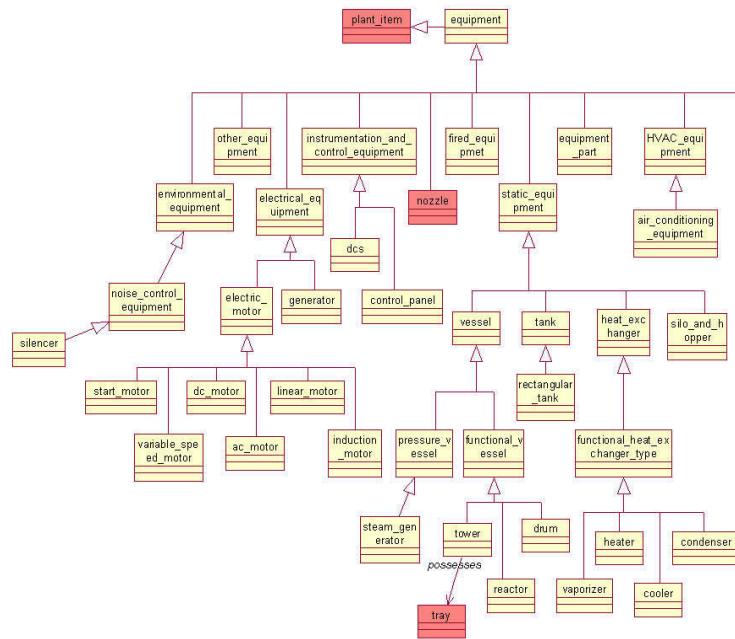 plant_item
equipment
other_equi
pment
instrumentation_and_
control_equipment
fired_equi
pmet
equipment
_part
HVAC_equi
pment
environmental_
equipment
electrical_eq
uipment
nozzle
static_equi
pment
air_conditioning
_equipment
dcs
noise_control_
equipment
electric_
motor
generator
control_panel
vessel
tank
heat_exc
hanger
silo_and_h
opper
silencer
start_motor
dc_motor
linear_motor
rectangular
_tank
variable_spe
ed_motor
ac_motor
induction
_motor
pressure_v
essel
functional_v
essel
functional_heat_ex
changer_type
steam_gen
erator
tower
drum
heater
condenser
possesses
reactor
vaporizer
cooler
tray